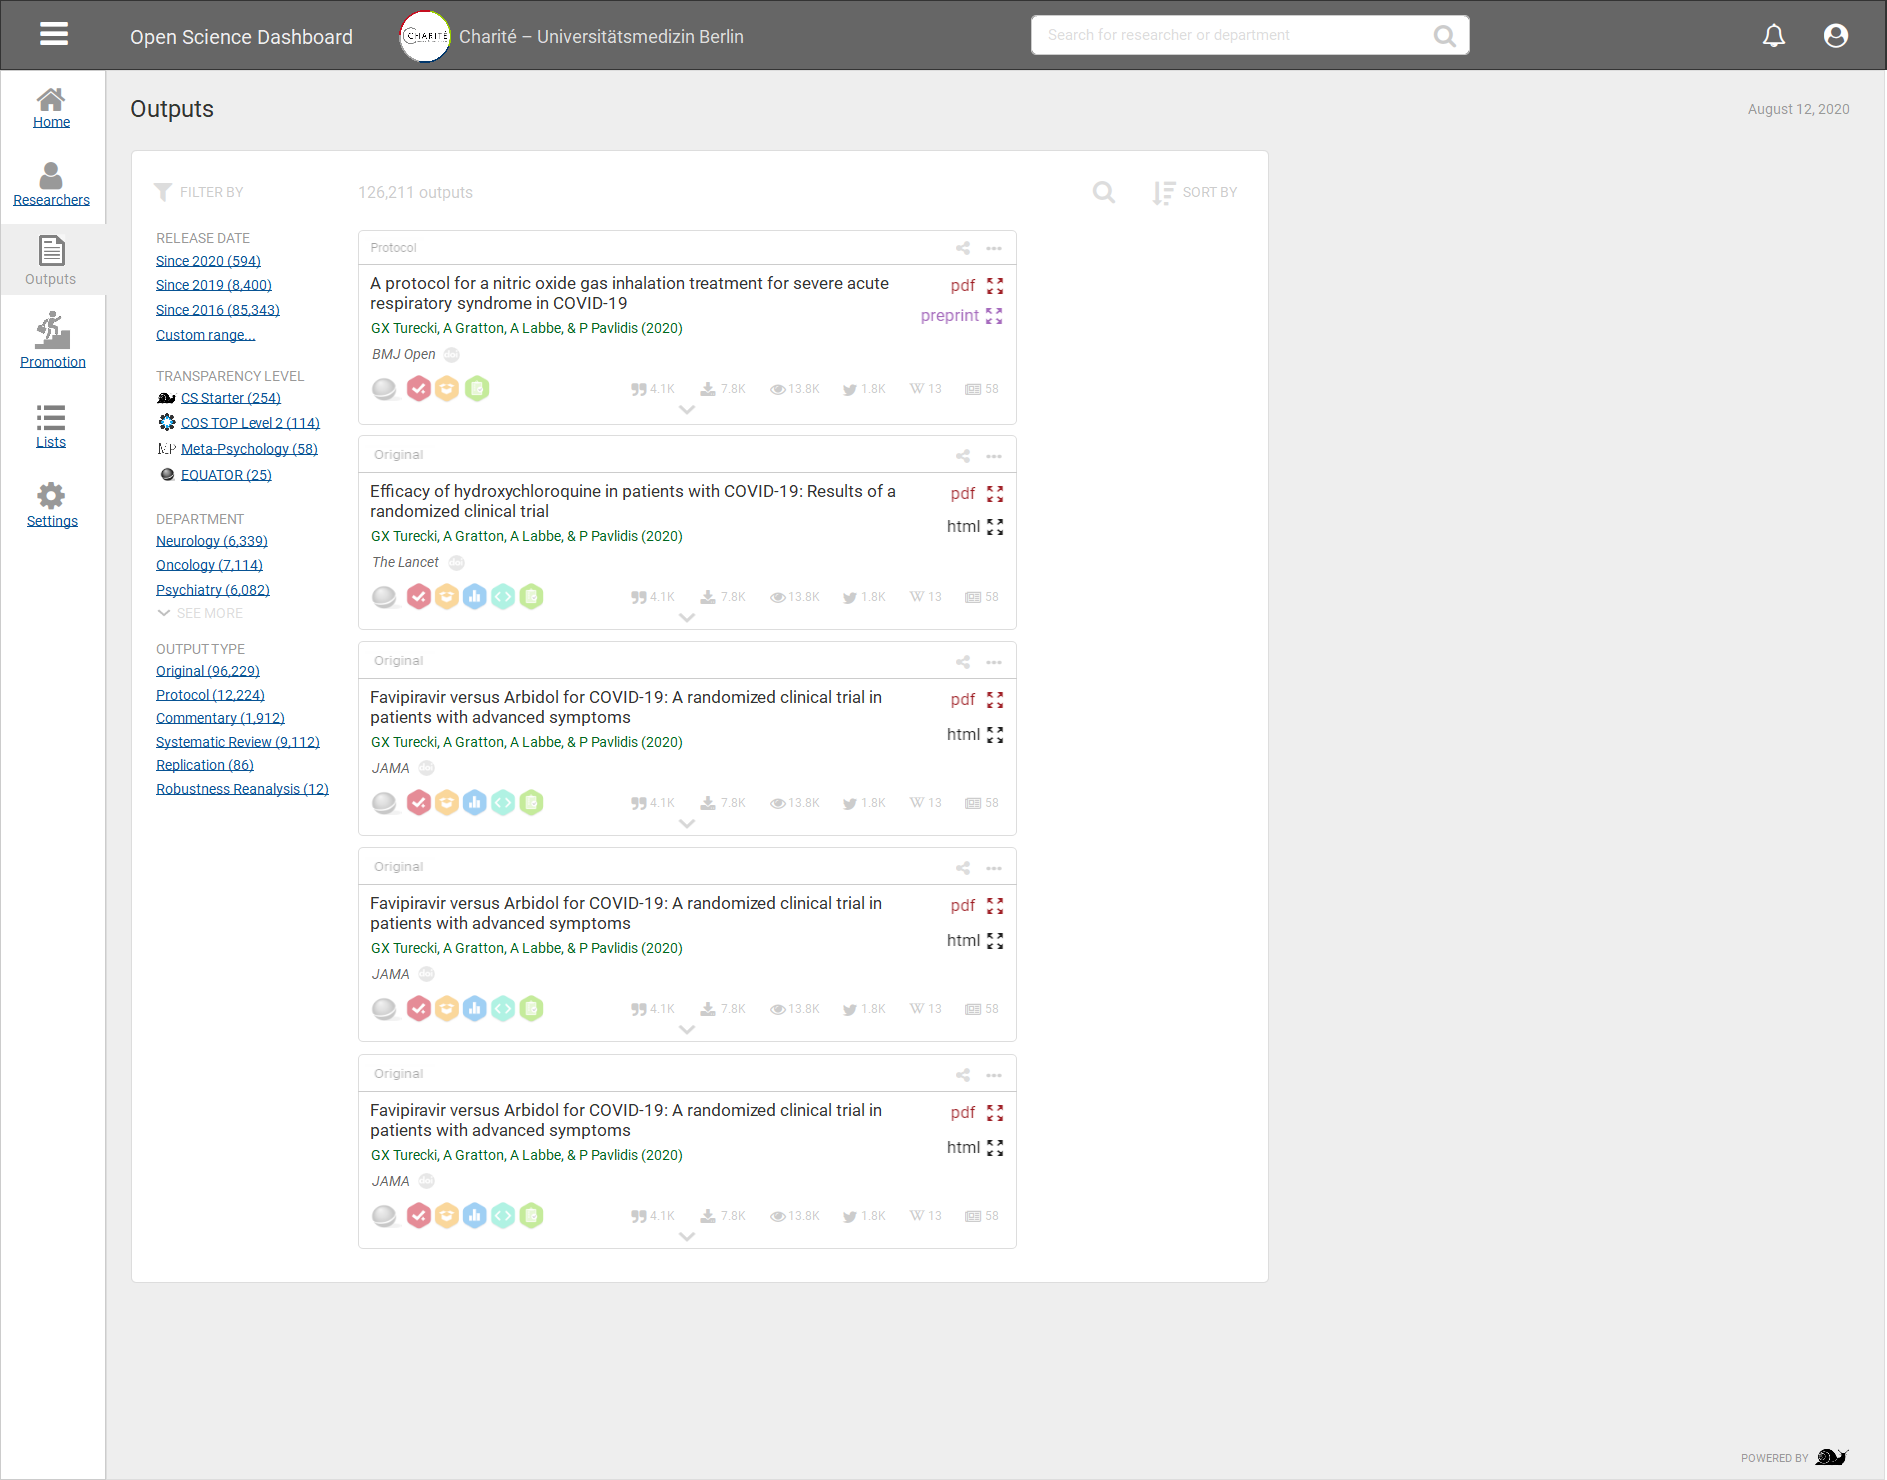 Open Science Dashboard
CHARITÉ
Charité – Universitätsmedizin Berlin
Search for researcher or department
Home
Researchers
Outputs
Promotion
Lists
Settings
Outputs
August 12, 2020
FILTER BY
126,211 outputs
SORT BY
RELEASE DATE
Since 2020 (594)
Since 2019 (8,400)
Since 2016 (85,343)
Custom range...
TRANSPARENCY LEVEL
CS Starter (254)
COS TOP Level 2 (114)
MP Meta-Psychology (58)
EQUATOR (25)
DEPARTMENT
Neurology (6,339)
Oncology (7,114)
Psychiatry (6,082)
SEE MORE
OUTPUT TYPE
Original (96,229)
Protocol (12,224)
Commentary (1,912)
Systematic Review (9,112)
Replication (86)
Robustness Reanalysis (12)
Protocol
A protocol for a nitric oxide gas inhalation treatment for severe acute
respiratory syndrome in COVID-19
pdf
preprint
GX Turecki, A Gratton, A Labbe, & P Pavlidis (2020)
BMJ Open doi
4.1K 7.8K 13.8K 1.8K W 13 58
Original
Efficacy of hydroxychloroquine in patients with COVID-19: Results of a
randomized clinical trial
pdf
html
GX Turecki, A Gratton, A Labbe, & P Pavlidis (2020)
The Lancet doi
4.1K 7.8K 13.8K 1.8K W 13 58
Original
Favipiravir versus Arbidol for COVID-19: A randomized clinical trial in
patients with advanced symptoms
pdf
html
GX Turecki, A Gratton, A Labbe, & P Pavlidis (2020)
JAMA doi
4.1K 7.8K 13.8K 1.8K W 13 58
Original
Favipiravir versus Arbidol for COVID-19: A randomized clinical trial in
patients with advanced symptoms
pdf
html
GX Turecki, A Gratton, A Labbe, & P Pavlidis (2020)
JAMA doi
4.1K 7.8K 13.8K 1.8K W 13 58
Original
Favipiravir versus Arbidol for COVID-19: A randomized clinical trial in
patients with advanced symptoms
pdf
html
GX Turecki, A Gratton, A Labbe, & P Pavlidis (2020)
JAMA doi
4.1K 7.8K 13.8K 1.8K W 13 58
POWERED BY